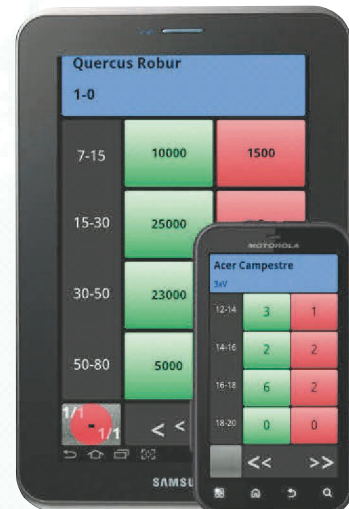 Quercus Robur
1-0
7-15 10000 1500
15-30 25000
30-50 23000
50-80 5000
1/1 - 1/1 <<
SAMSU
MOTOROLA
Acer Campestre
3xV
12-14 3 1
14-16 2 2
16-18 6 2
18-20 0 0
<< >>